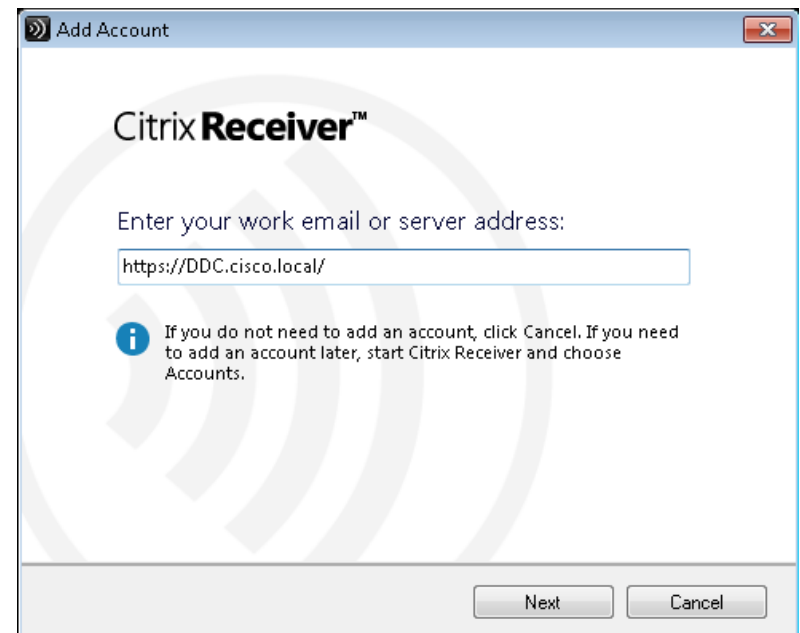 Add Account
Citrix Receiver™
Enter your work email or server address:
https://DDC.cisco.local/
If you do not need to add an account, click Cancel. If you need
to add an account later, start Citrix Receiver and choose
Accounts.
Next Cancel